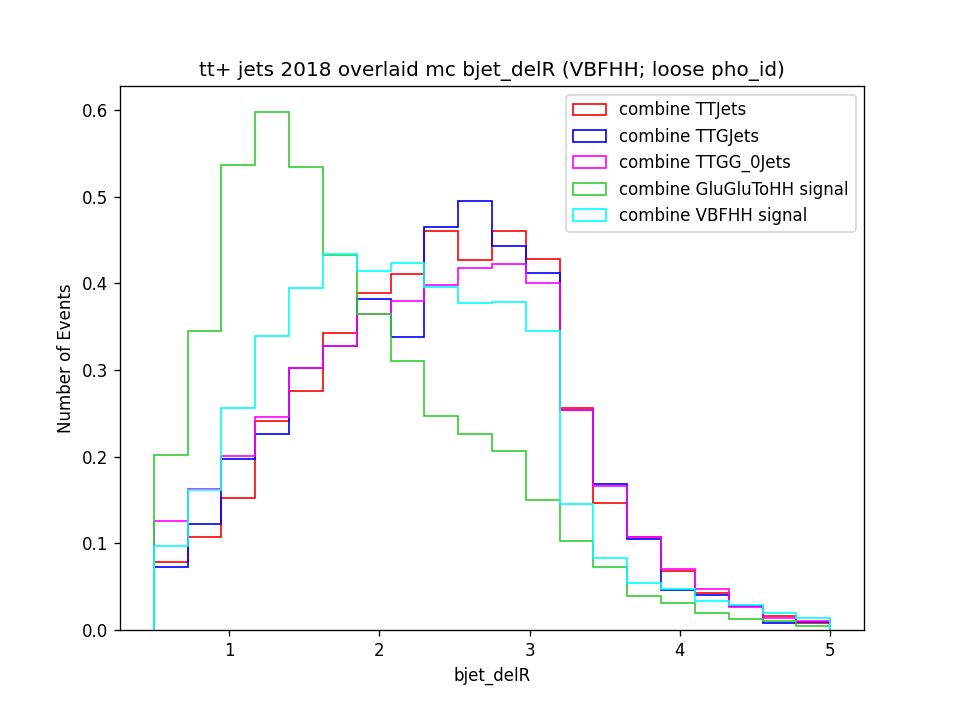 tt+ jets 2018 overlaid mc bjet_delR (VBFHH; loose pho_id)
combine TTJets
combine TTGJets
combine TTGG_0Jets
combine GluGluToHH signal
combine VBFHH signal
Number of Events
0.6
0.5
0.4
0.3
0.2
0.1
0.0
1 2 3 4 5
bjet_delR